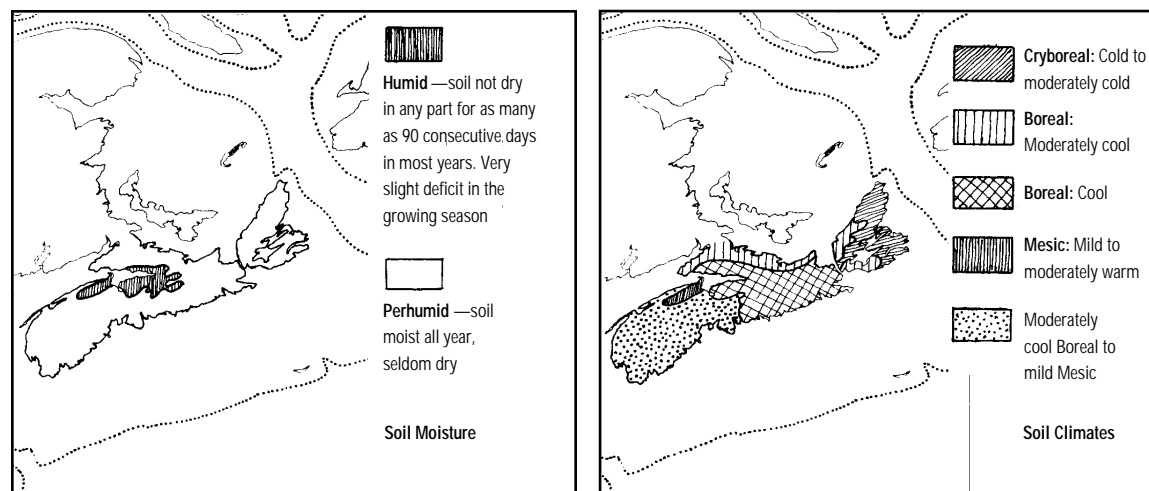 Humid —soil not dry
in any part for as many
as 90 consecutive days
in most years. Very
slight deficit in the
growing season
Perhumid —soil
moist all year,
seldom dry
Soil Moisture
Cryboreal: Cold to
moderately cold
Boreal:
Moderately cool
Boreal: Cool
Mesic: Mild to
moderately warm
Moderately
cool Boreal to
mild Mesic
Soil Climates